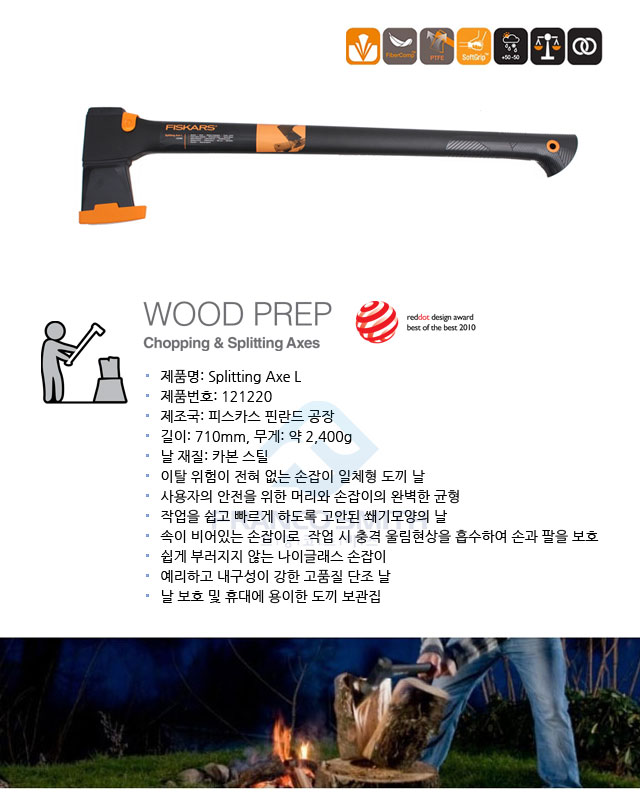 FiberComp™
PTFE
SoftGrip™
+50 -50
FISKARS®
WOOD PREP
Chopping & Splitting Axes
reddot design award
best of the best 2010
제품명: Splitting Axe L
제품번호: 121220
제조국: 피스카스 핀란드 공장
길이: 710mm, 무게: 약 2,400g
날 재질: 카본 스틸
이탈 위험이 전혀 없는 손잡이 일체형 도끼 날
사용자의 안전을 위한 머리와 손잡이의 완벽한 균형
작업을 쉽고 빠르게 하도록 고안된 쐐기모양의 날
FRANCO SMITH
속이 비어있는 손잡이로 작업 시 충격 울림현상을 흡수하여 손과 팔을 보호
쉽게 부러지지 않는 나이글래스 손잡이
예리하고 내구성이 강한 고품질 단조 날
날 보호 및 휴대에 용이한 도끼 보관집